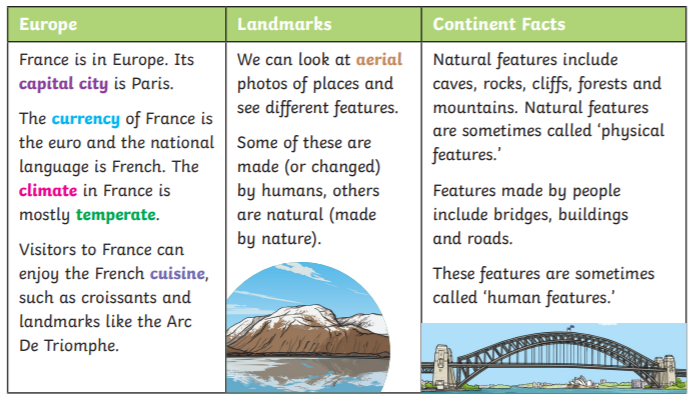 Europe
France is in Europe. Its
capital city is Paris.
The currency of France is
the euro and the national
language is French. The
climate in France is
mostly temperate.
Visitors to France can
enjoy the French cuisine,
such as croissants and
landmarks like the Arc
De Triomphe.
Landmarks
We can look at aerial
photos of places and
see different features.
Some of these are
made (or changed)
by humans, others
are natural (made
by nature).
Continent Facts
Natural features include
caves, rocks, cliffs, forests and
mountains. Natural features
are sometimes called ‘physical
features.’
Features made by people
include bridges, buildings
and roads.
These features are sometimes
called ‘human features.’